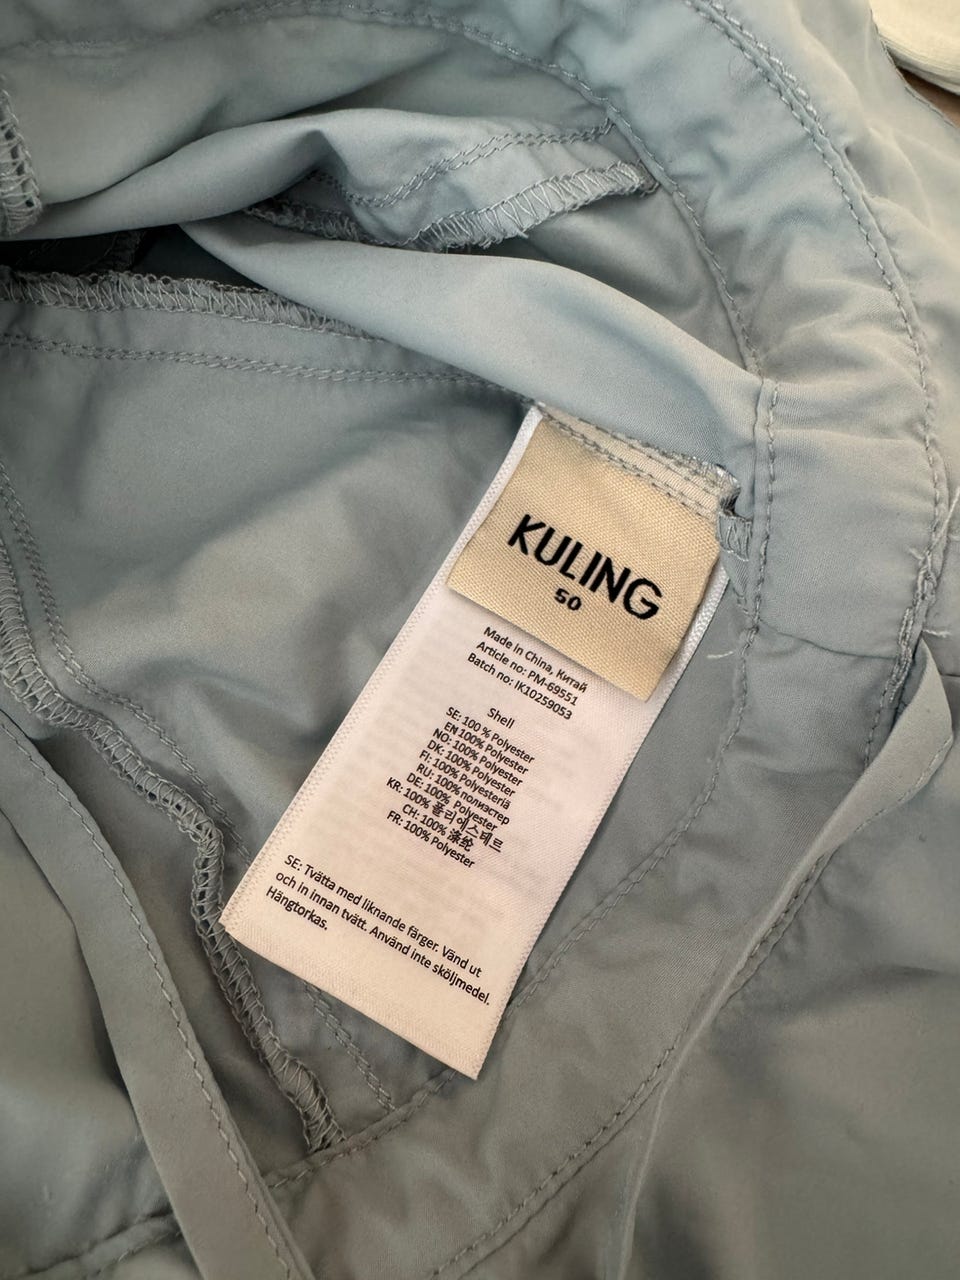 KULING
50
Made in China, Китай
Article no: PM-69551
Batch no: IK10259053
Shell
SE: 100 % Polyester
EN 100% Polyester
NO: 100% Polyester
DK: 100% Polyester
FI: 100% Polyesteriä
RU: 100% полиэстер
DE: 100% Polyester
KR: 100% 폴리에스테르
CH: 100% 涤纶
FR: 100% Polyester
SE: Tvätta med liknande färger. Vänd ut
och in innan tvätt. Använd inte sköljmedel.
Hängtorkas.